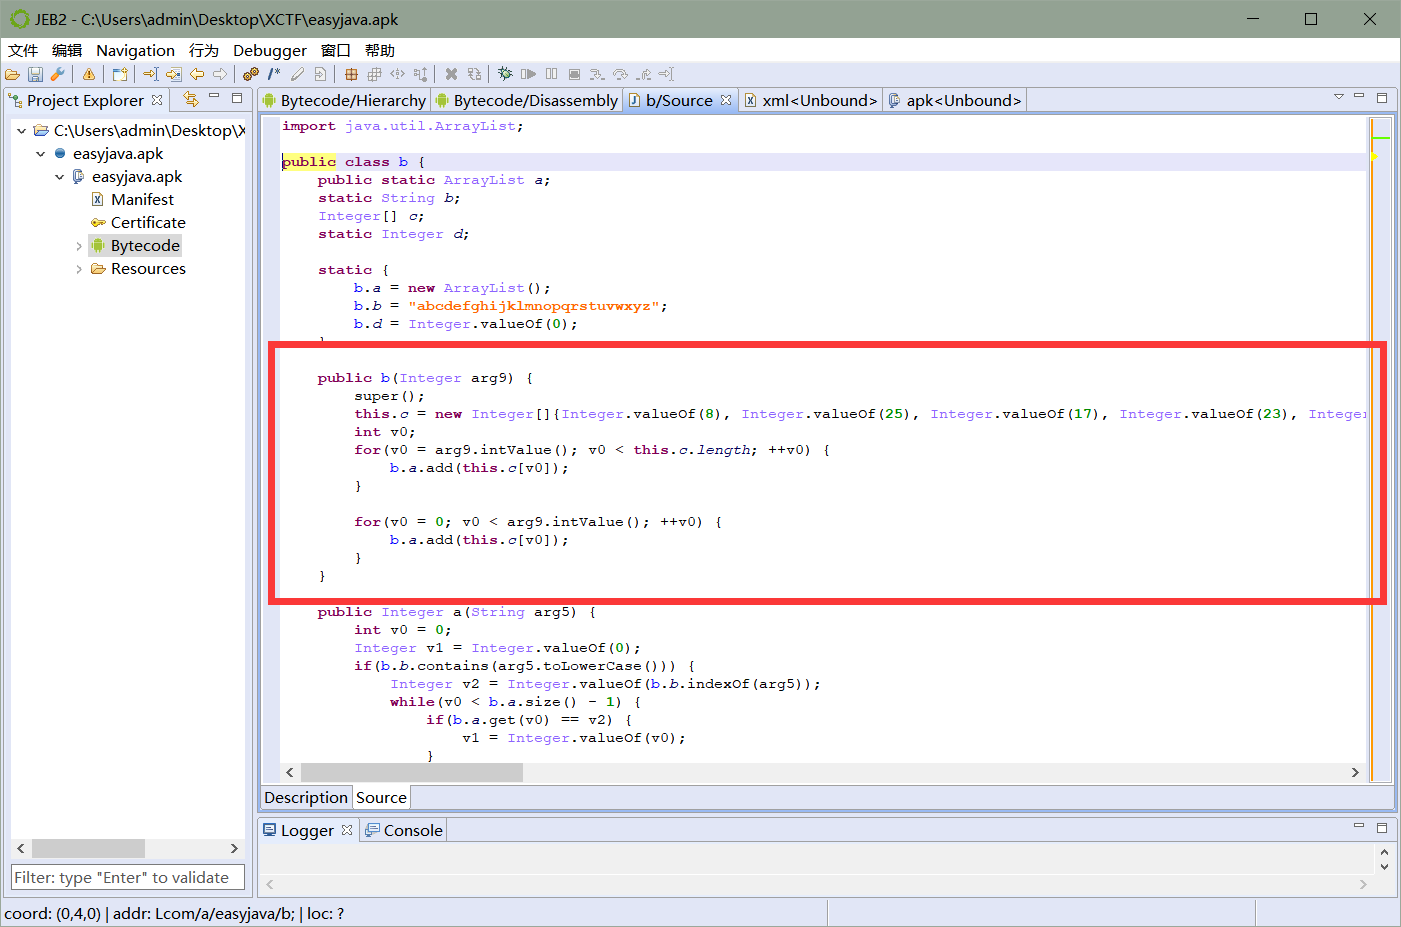 JEB2 - C:\Users\admin\Desktop\XCTF\easyjava.apk
文件 编辑 Navigation 行为 Debugger 窗口 帮助
Project Explorer
Bytecode/Hierarchy Bytecode/Disassembly b/Source xml<Unbound> apk<Unbound>
C:\Users\admin\Desktop\X
easyjava.apk
easyjava.apk
Manifest
Certificate
Bytecode
Resources
import java.util.ArrayList;
public class b {
public static ArrayList a;
static String b;
Integer[] c;
static Integer d;
static {
b.a = new ArrayList();
b.b = "abcdefghijklmnopqrstuvwxyz";
b.d = Integer.valueOf(0);
public b(Integer arg9) {
super();
this.c = new Integer[]{Integer.valueOf(8), Integer.valueOf(25), Integer.valueOf(17), Integer.valueOf(23), Integer
int v0;
for(v0 = arg9.intValue(); v0 < this.c.length; ++v0) {
b.a.add(this.c[v0]);
}
for(v0 = 0; v0 < arg9.intValue(); ++v0) {
b.a.add(this.c[v0]);
}
}
public Integer a(String arg5) {
int v0 = 0;
Integer v1 = Integer.valueOf(0);
if(b.b.contains(arg5.toLowerCase())) {
Integer v2 = Integer.valueOf(b.b.indexOf(arg5));
while(v0 < b.a.size() - 1) {
if(b.a.get(v0) == v2) {
v1 = Integer.valueOf(v0);
}
Description Source
Logger Console
Filter: type "Enter" to validate
coord: (0,4,0) | addr: Lcom/a/easyjava/b; | loc: ?